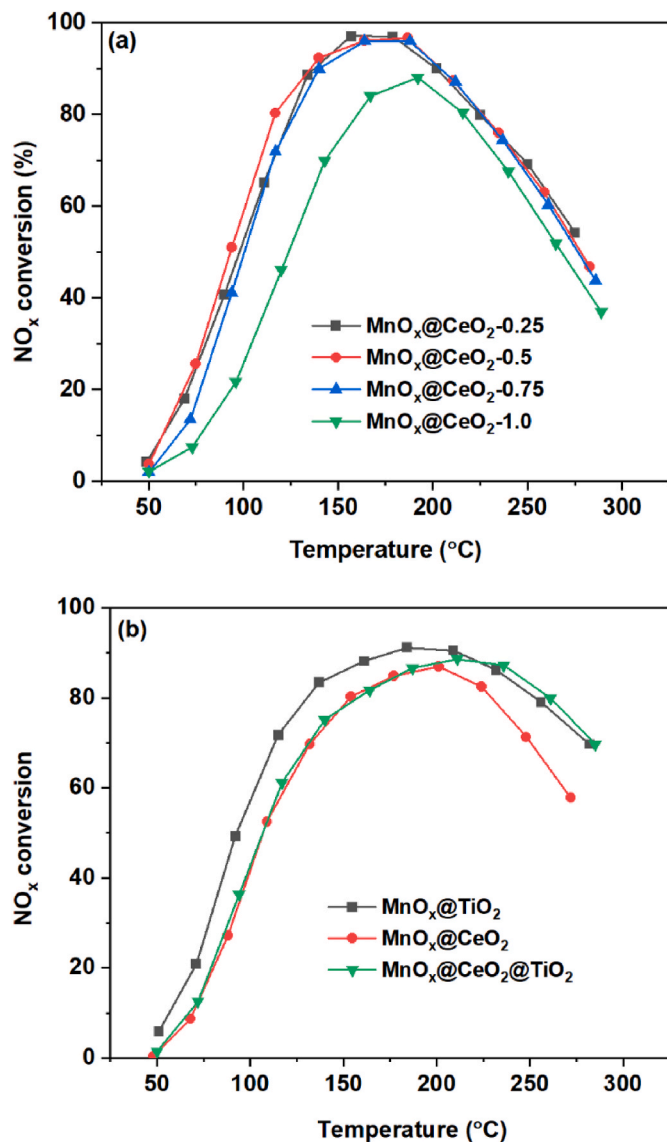 (a)
100
80
60
40
20
0
NOₓ conversion (%)
MnOₓ@CeO₂-0.25
MnOₓ@CeO₂-0.5
MnOₓ@CeO₂-0.75
MnOₓ@CeO₂-1.0
50 100 150 200 250 300
Temperature (°C)
(b)
100
80
60
40
20
0
NOₓ conversion
MnOₓ@TiO₂
MnOₓ@CeO₂
MnOₓ@CeO₂@TiO₂
50 100 150 200 250 300
Temperature (°C)